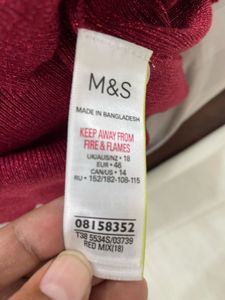 M&S
MADE IN BANGLADESH
KEEP AWAY FROM
FIRE & FLAMES
UK/AUS/NZ • 18
EUR • 46
CAN/US • 14
RU • 152/182-108-115
08158352
T38 5534S/03739
RED MIX(18)